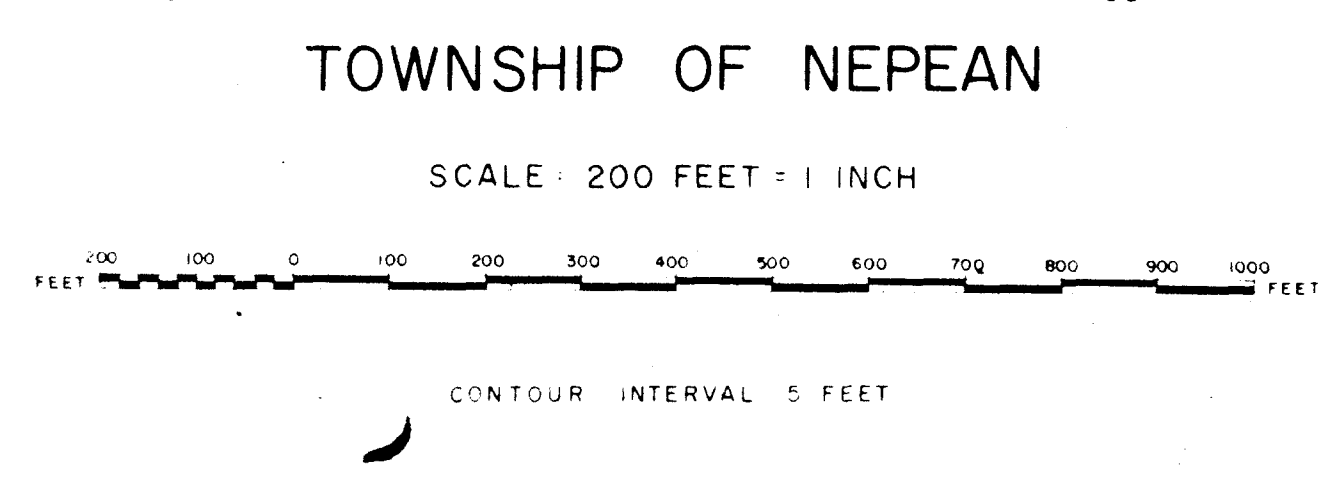 TOWNSHIP OF NEPEAN
SCALE: 200 FEET = 1 INCH
200 100 0 100 200 300 400 500 600 700 800 900 1000
FEET FEET
CONTOUR INTERVAL 5 FEET